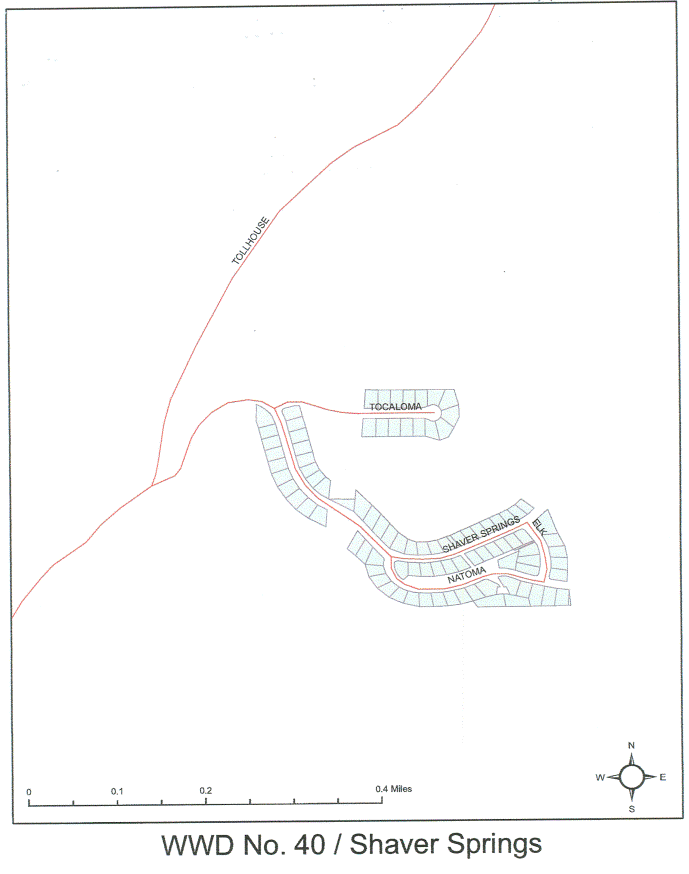 TOLLHOUSE
TOCALOMA
SHAVER SPRINGS
ELK
NATOMA
N
W E
S
0 0.1 0.2 0.4 Miles
WWD No. 40 / Shaver Springs